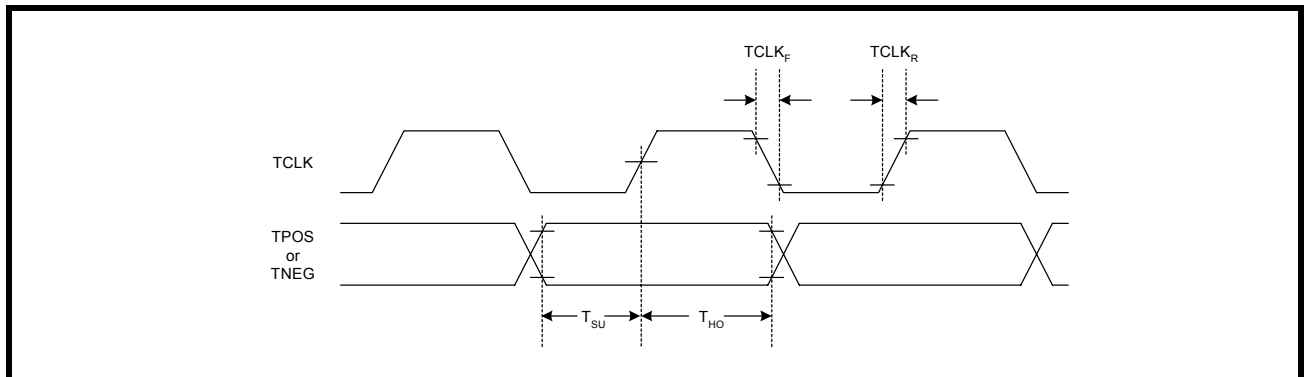 TCLKF
TCLKR
TCLK
TPOS
or
TNEG
TSU
THO